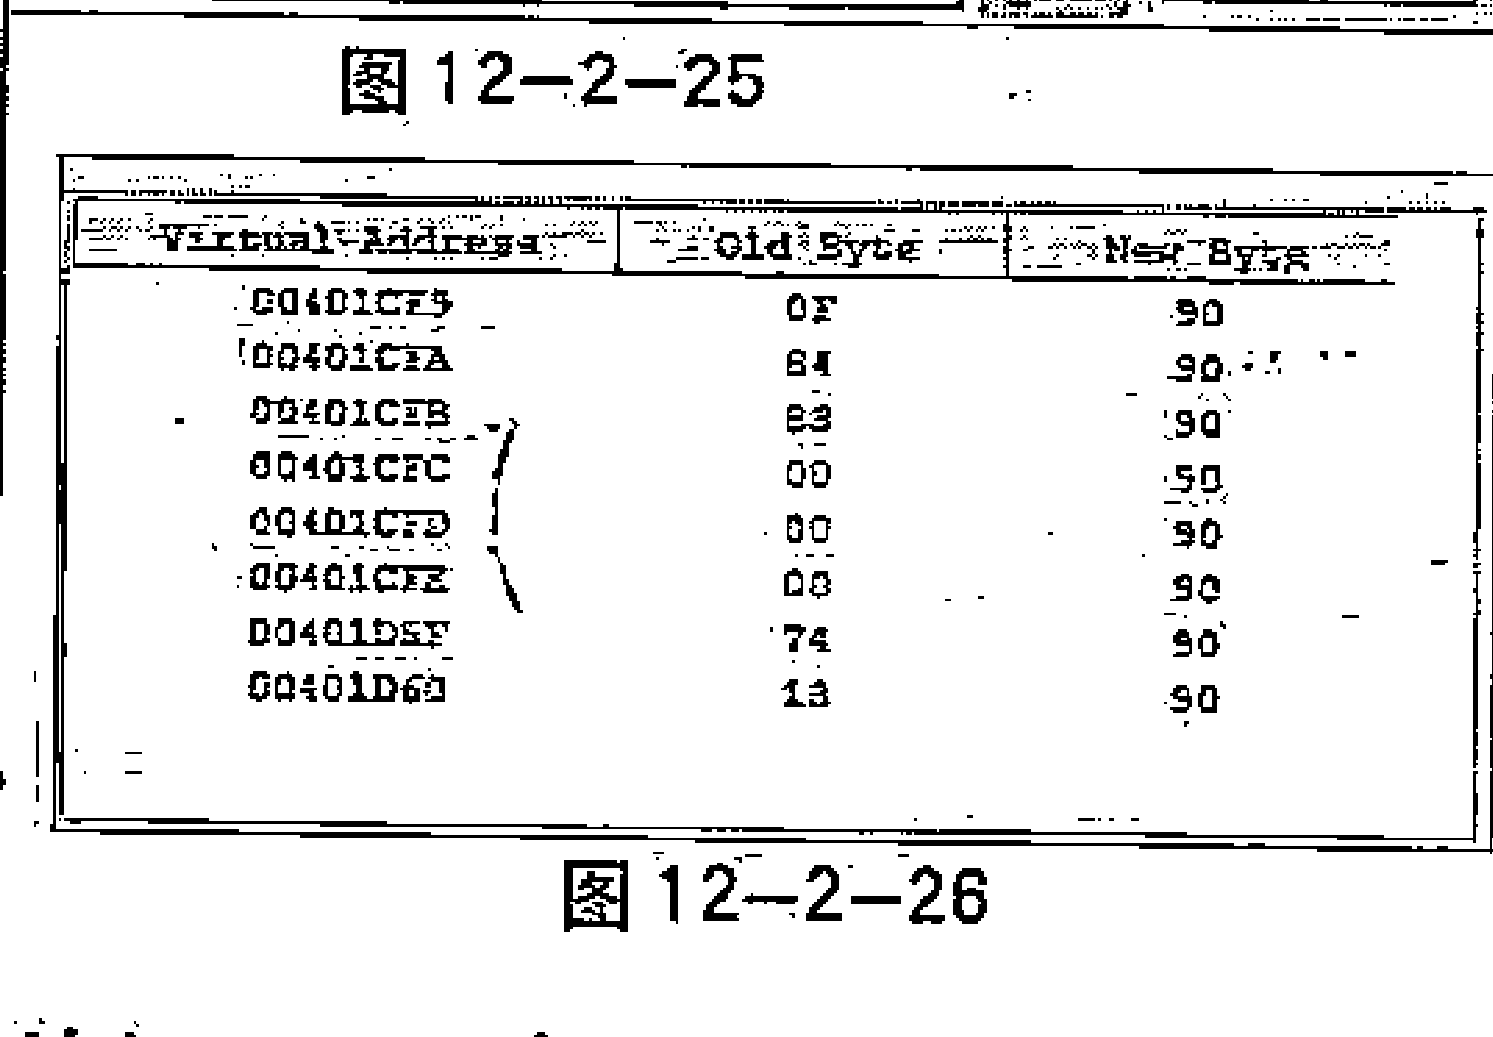 图 12-2-25
Virtual Address Old Byte New Byte
00401CF9 0F 90
00401CFA 84 90
00401CFB 83 90
00401CFC 00 90
00401CFD 00 90
00401CFE 00 90
00401D5F 74 90
00401D60 13 90
图 12-2-26